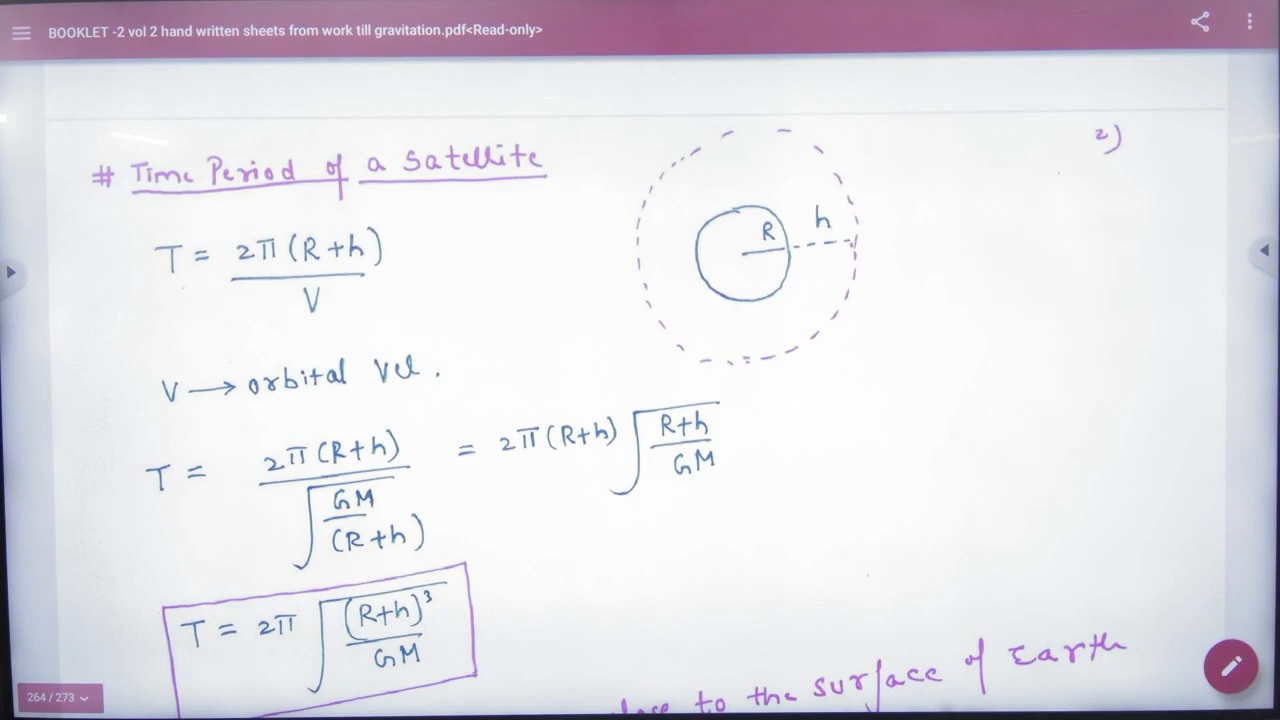 BOOKLET -2 vol 2 hand written sheets from work till gravitation.pdf<Read-only>
2)
# Time Period of a Satellite
R
h
T = 2π(R+h) / V
V → orbital Vel.
T = 2π(R+h) / √(GM / (R+h)) = 2π(R+h) √(R+h / GM)
T = 2π √((R+h)³ / GM)
to the surface of Earth
264 / 273